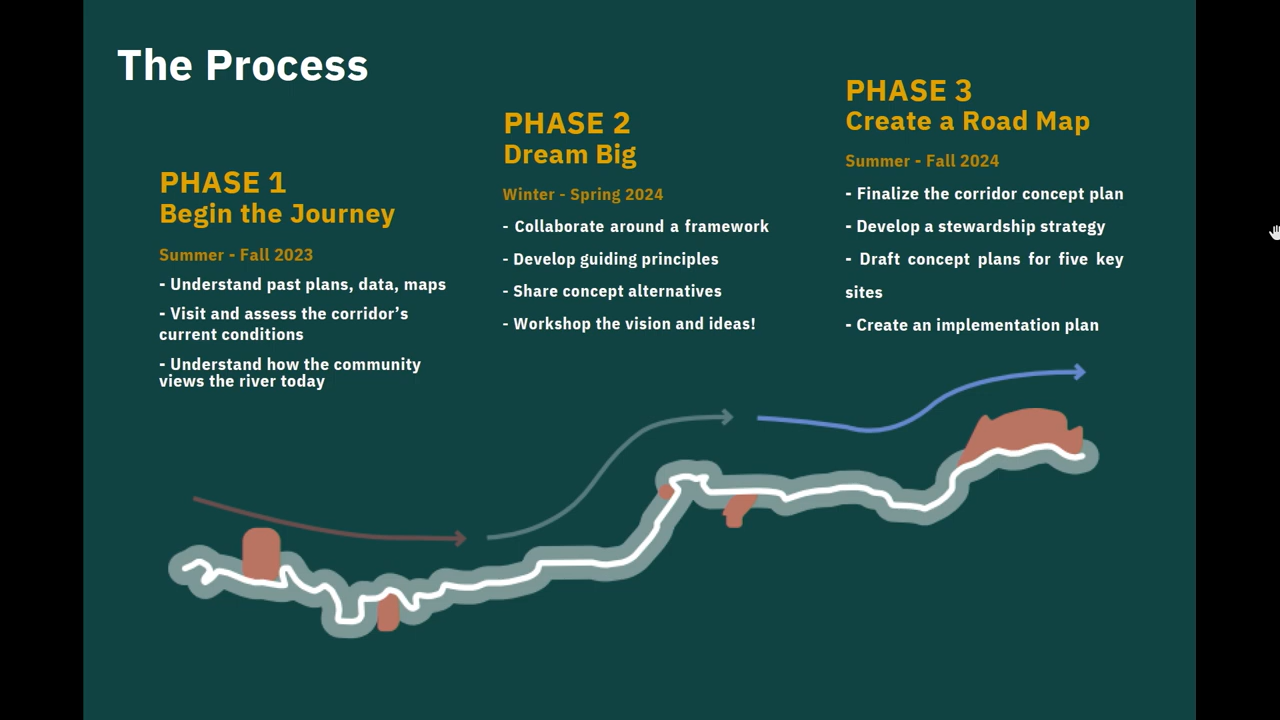 The Process
PHASE 1
Begin the Journey
Summer - Fall 2023
- Understand past plans, data, maps
- Visit and assess the corridor’s
current conditions
- Understand how the community
views the river today
PHASE 2
Dream Big
Winter - Spring 2024
- Collaborate around a framework
- Develop guiding principles
- Share concept alternatives
- Workshop the vision and ideas!
PHASE 3
Create a Road Map
Summer - Fall 2024
- Finalize the corridor concept plan
- Develop a stewardship strategy
- Draft concept plans for five key
sites
- Create an implementation plan